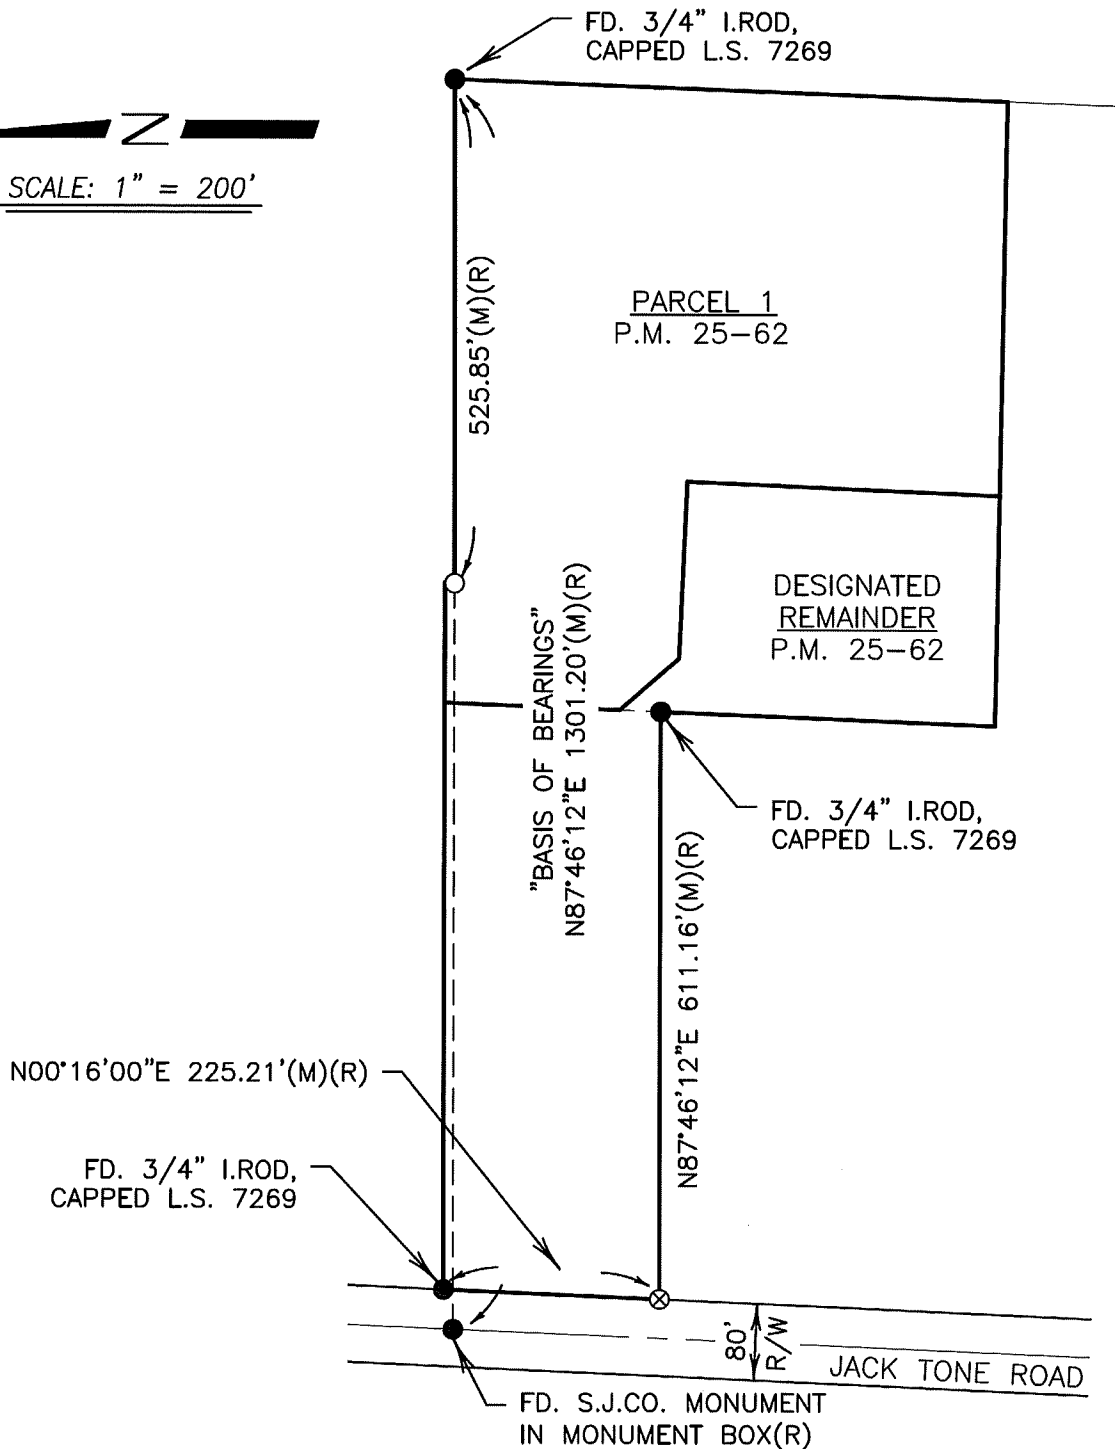 FD. 3/4" I.ROD,
CAPPED L.S. 7269
N
SCALE: 1" = 200'
525.85'(M)(R)
PARCEL 1
P.M. 25-62
DESIGNATED
REMAINDER
P.M. 25-62
"BASIS OF BEARINGS"
N87°46'12"E 1301.20'(M)(R)
FD. 3/4" I.ROD,
CAPPED L.S. 7269
N87°46'12"E 611.16'(M)(R)
N00°16'00"E 225.21'(M)(R)
FD. 3/4" I.ROD,
CAPPED L.S. 7269
80'
R/W
JACK TONE ROAD
FD. S.J.CO. MONUMENT
IN MONUMENT BOX(R)